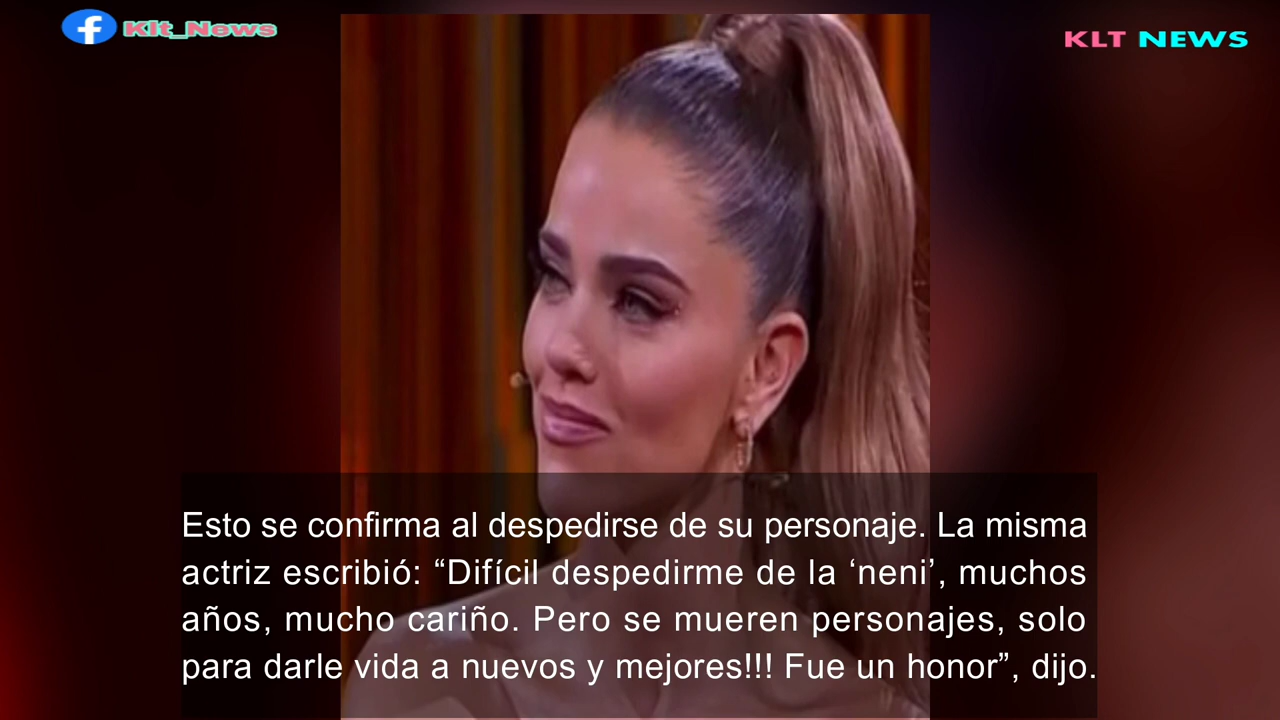 Klt_News
KLT NEWS
Esto se confirma al despedirse de su personaje. La misma
actriz escribió: “Difícil despedirme de la ‘neni’, muchos
años, mucho cariño. Pero se mueren personajes, solo
para darle vida a nuevos y mejores!!! Fue un honor”, dijo.